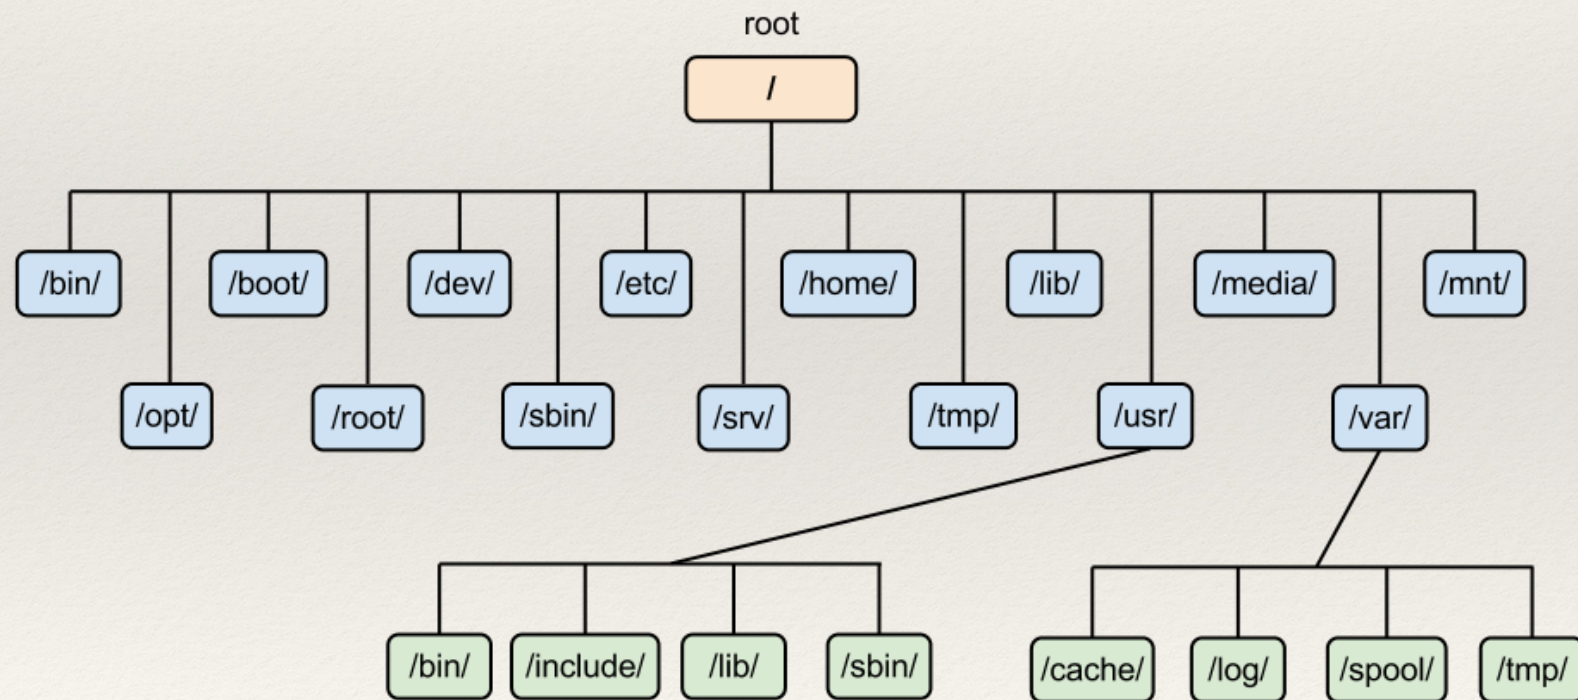 root
/
/bin/
/boot/
/dev/
/etc/
/home/
/lib/
/media/
/mnt/
/opt/
/root/
/sbin/
/srv/
/tmp/
/usr/
/var/
/bin/
/include/
/lib/
/sbin/
/cache/
/log/
/spool/
/tmp/